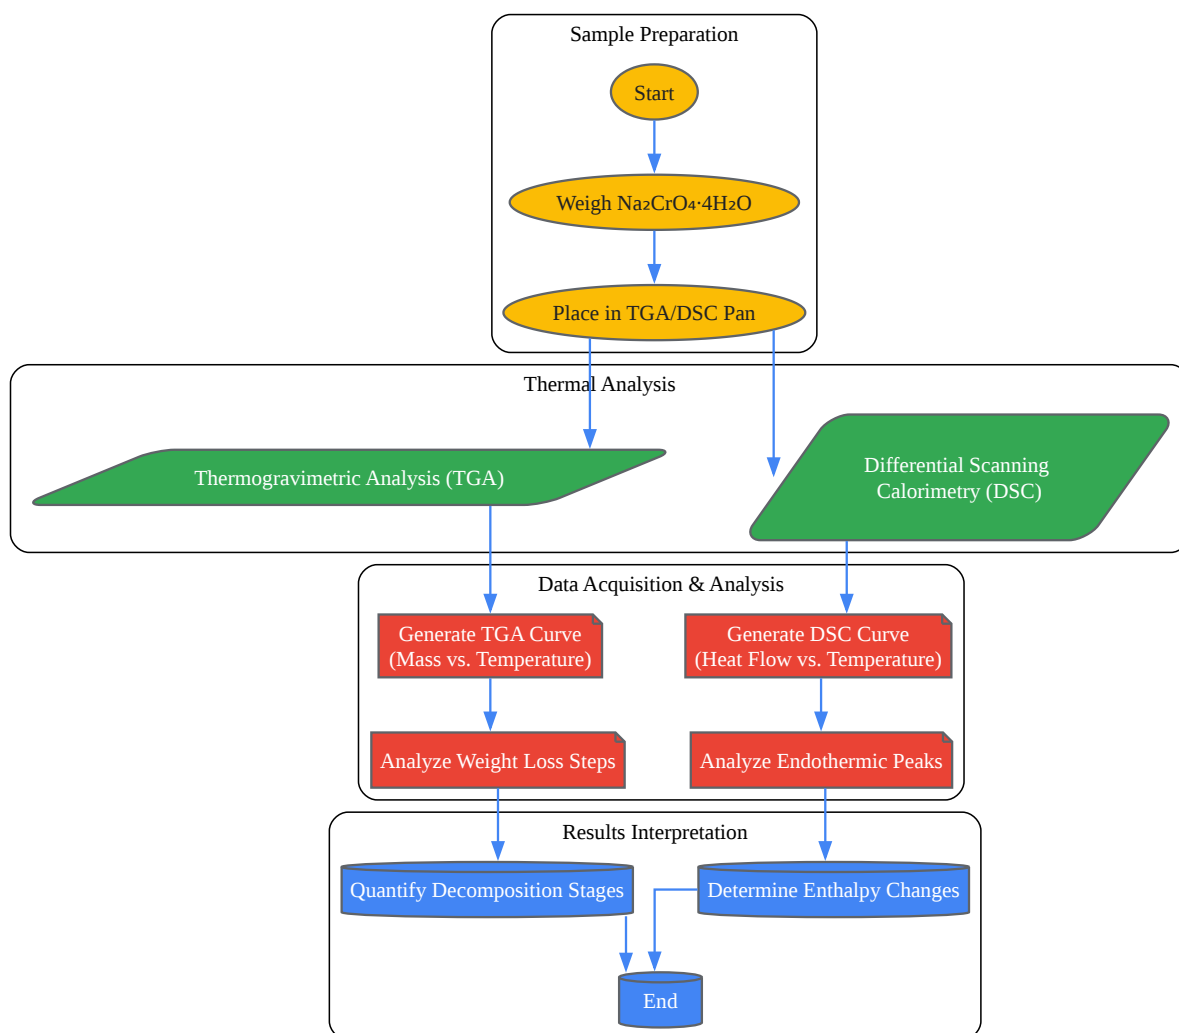 Sample Preparation
Start
Weigh Na₂CrO₄·4H₂O
Place in TGA/DSC Pan
Thermal Analysis
Thermogravimetric Analysis (TGA)
Differential Scanning
Calorimetry (DSC)
Data Acquisition & Analysis
Generate TGA Curve
(Mass vs. Temperature)
Generate DSC Curve
(Heat Flow vs. Temperature)
Analyze Weight Loss Steps
Analyze Endothermic Peaks
Results Interpretation
Quantify Decomposition Stages
Determine Enthalpy Changes
End